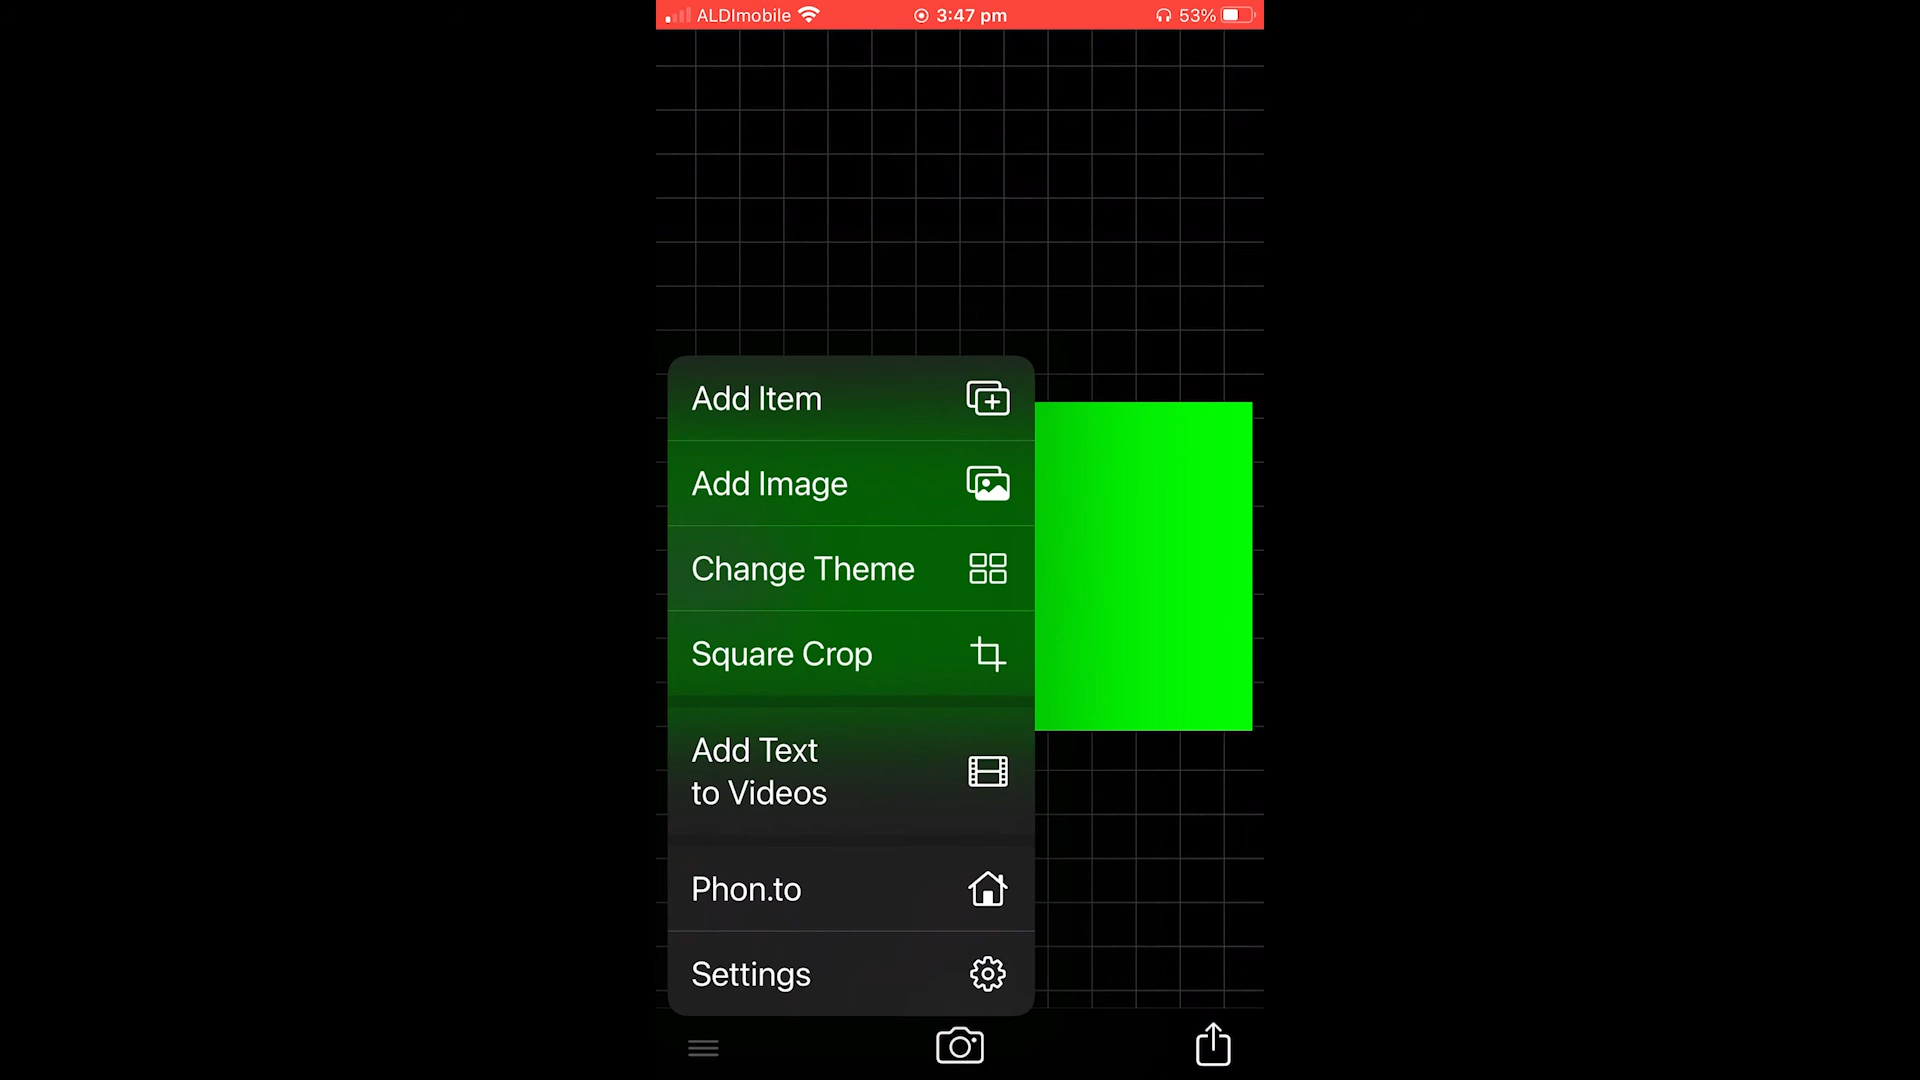 ALDImobile 3:47 pm 53%
Add Item
Add Image
Change Theme
Square Crop
Add Text
to Videos
Phon.to
Settings